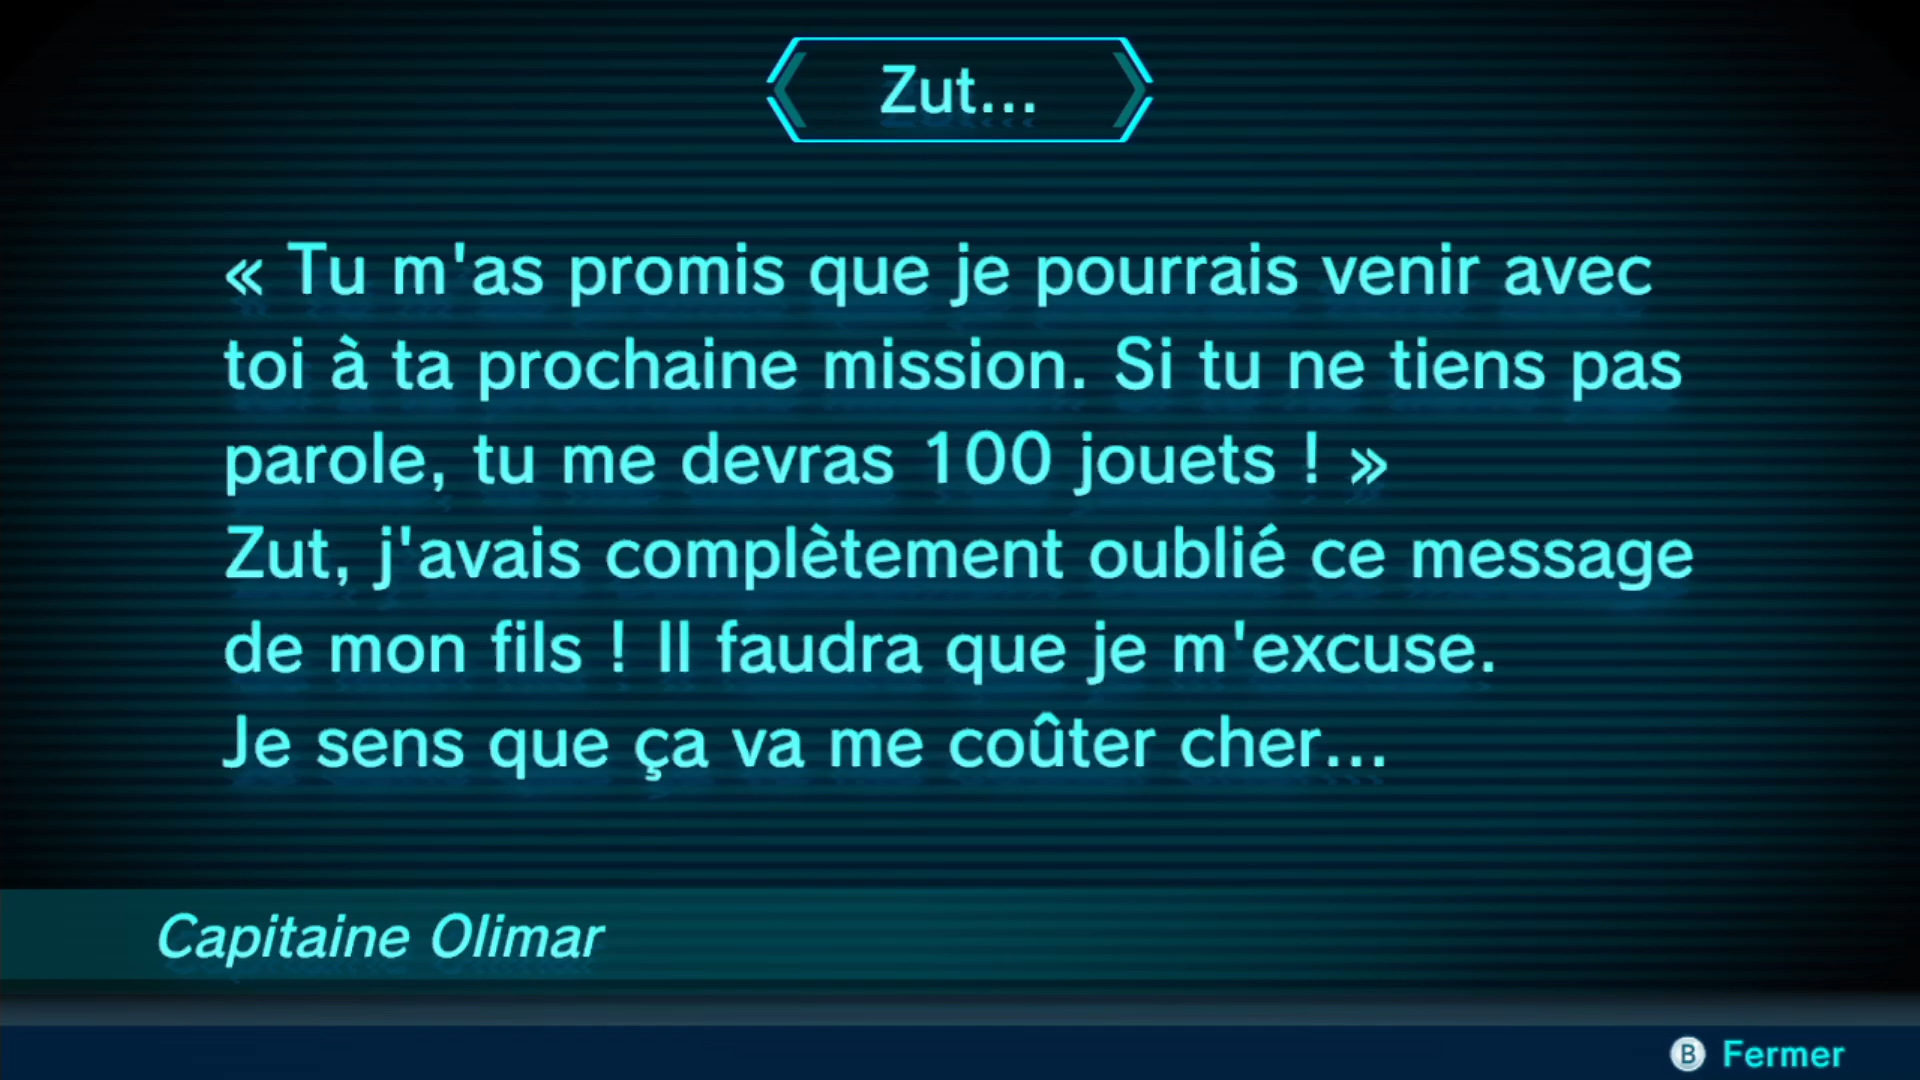 Zut...
« Tu m'as promis que je pourrais venir avec
toi à ta prochaine mission. Si tu ne tiens pas
parole, tu me devras 100 jouets ! »
Zut, j'avais complètement oublié ce message
de mon fils ! Il faudra que je m'excuse.
Je sens que ça va me coûter cher...
Capitaine Olimar
B Fermer